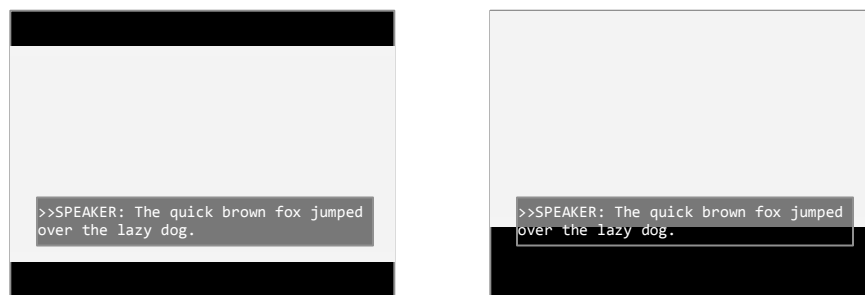 >>SPEAKER: The quick brown fox jumped
over the lazy dog.
>>SPEAKER: The quick brown fox jumped
over the lazy dog.